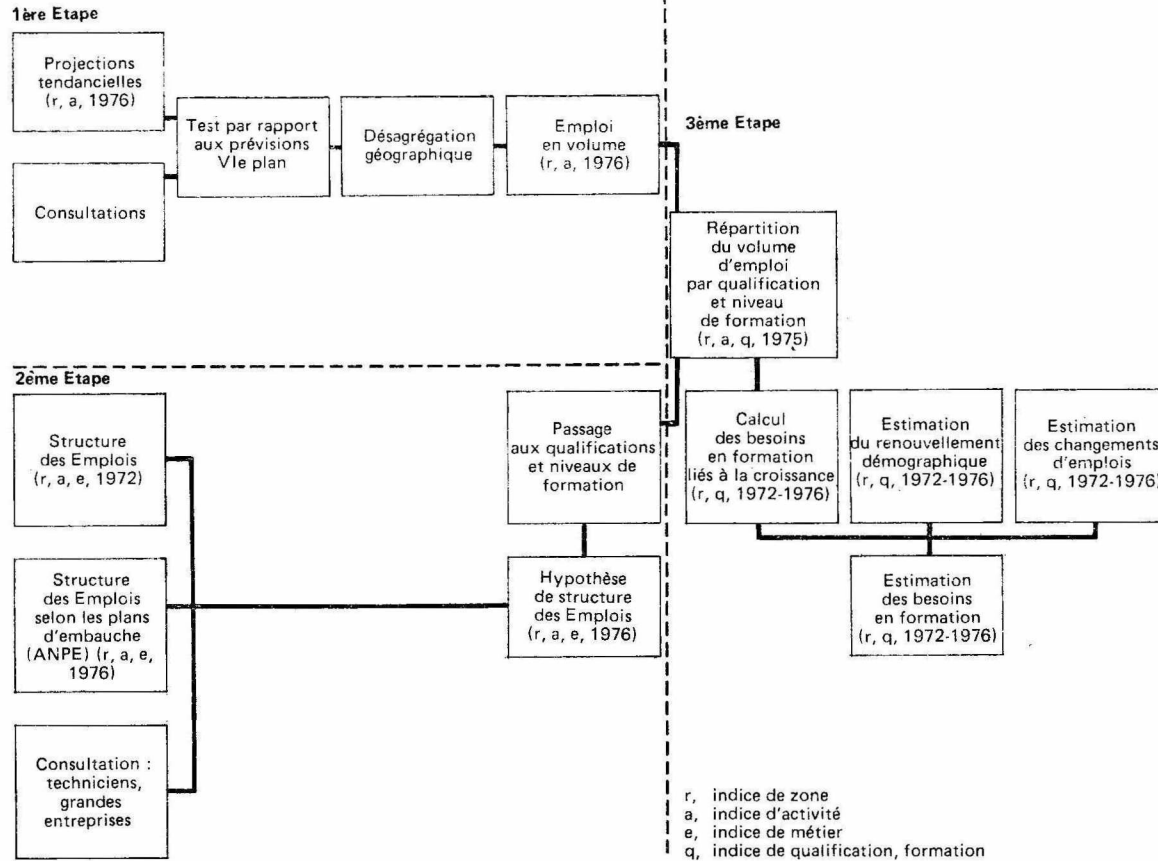 1ère Etape
Projections
tendancielles
(r, a, 1976)
Consultations
Test par rapport
aux prévisions
VIe plan
Désagrégation
géographique
Emploi
en volume
(r, a, 1976)
3ème Etape
Répartition
du volume
d'emploi
par qualification
et niveau
de formation
(r, a, q, 1975)
2ème Etape
Structure
des Emplois
(r, a, e, 1972)
Structure
des Emplois
selon les plans
d'embauche
(ANPE) (r, a, e,
1976)
Consultation :
techniciens,
grandes
entreprises
Passage
aux qualifications
et niveaux de
formation
Hypothèse
de structure
des Emplois
(r, a, e, 1976)
Calcul
des besoins
en formation
liés à la croissance
(r, q, 1972-1976)
Estimation
du renouvellement
démographique
(r, q, 1972-1976)
Estimation
des changements
d'emplois
(r, q, 1972-1976)
Estimation
des besoins
en formation
(r, q, 1972-1976)
r, indice de zone
a, indice d'activité
e, indice de métier
q, indice de qualification, formation